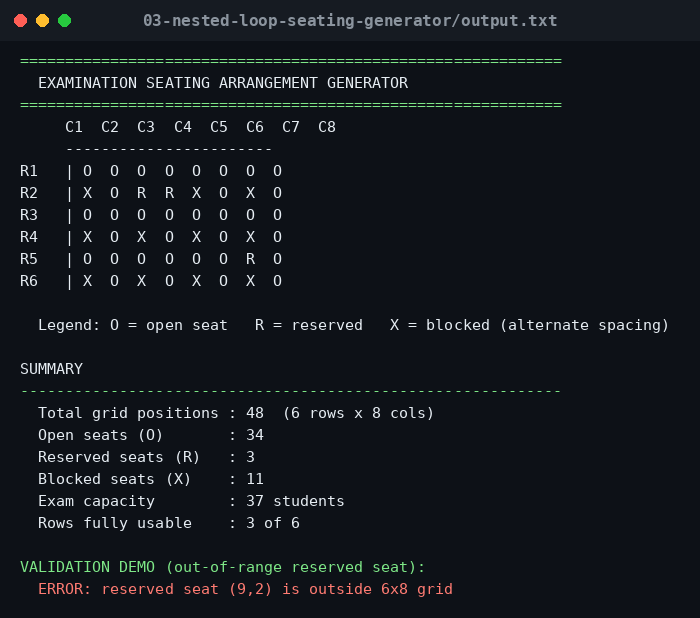 03-nested-loop-seating-generator/output.txt
============================================================
  EXAMINATION SEATING ARRANGEMENT GENERATOR
============================================================
     C1  C2  C3  C4  C5  C6  C7  C8
     -----------------------
R1   | O  O  O  O  O  O  O  O
R2   | X  O  R  R  X  O  X  O
R3   | O  O  O  O  O  O  O  O
R4   | X  O  X  O  X  O  X  O
R5   | O  O  O  O  O  O  R  O
R6   | X  O  X  O  X  O  X  O
  Legend: O = open seat   R = reserved   X = blocked (alternate spacing)
SUMMARY
------------------------------------------------------------
  Total grid positions : 48  (6 rows x 8 cols)
  Open seats (O)       : 34
  Reserved seats (R)   : 3
  Blocked seats (X)    : 11
  Exam capacity        : 37 students
  Rows fully usable    : 3 of 6
VALIDATION DEMO (out-of-range reserved seat):
  ERROR: reserved seat (9,2) is outside 6x8 grid